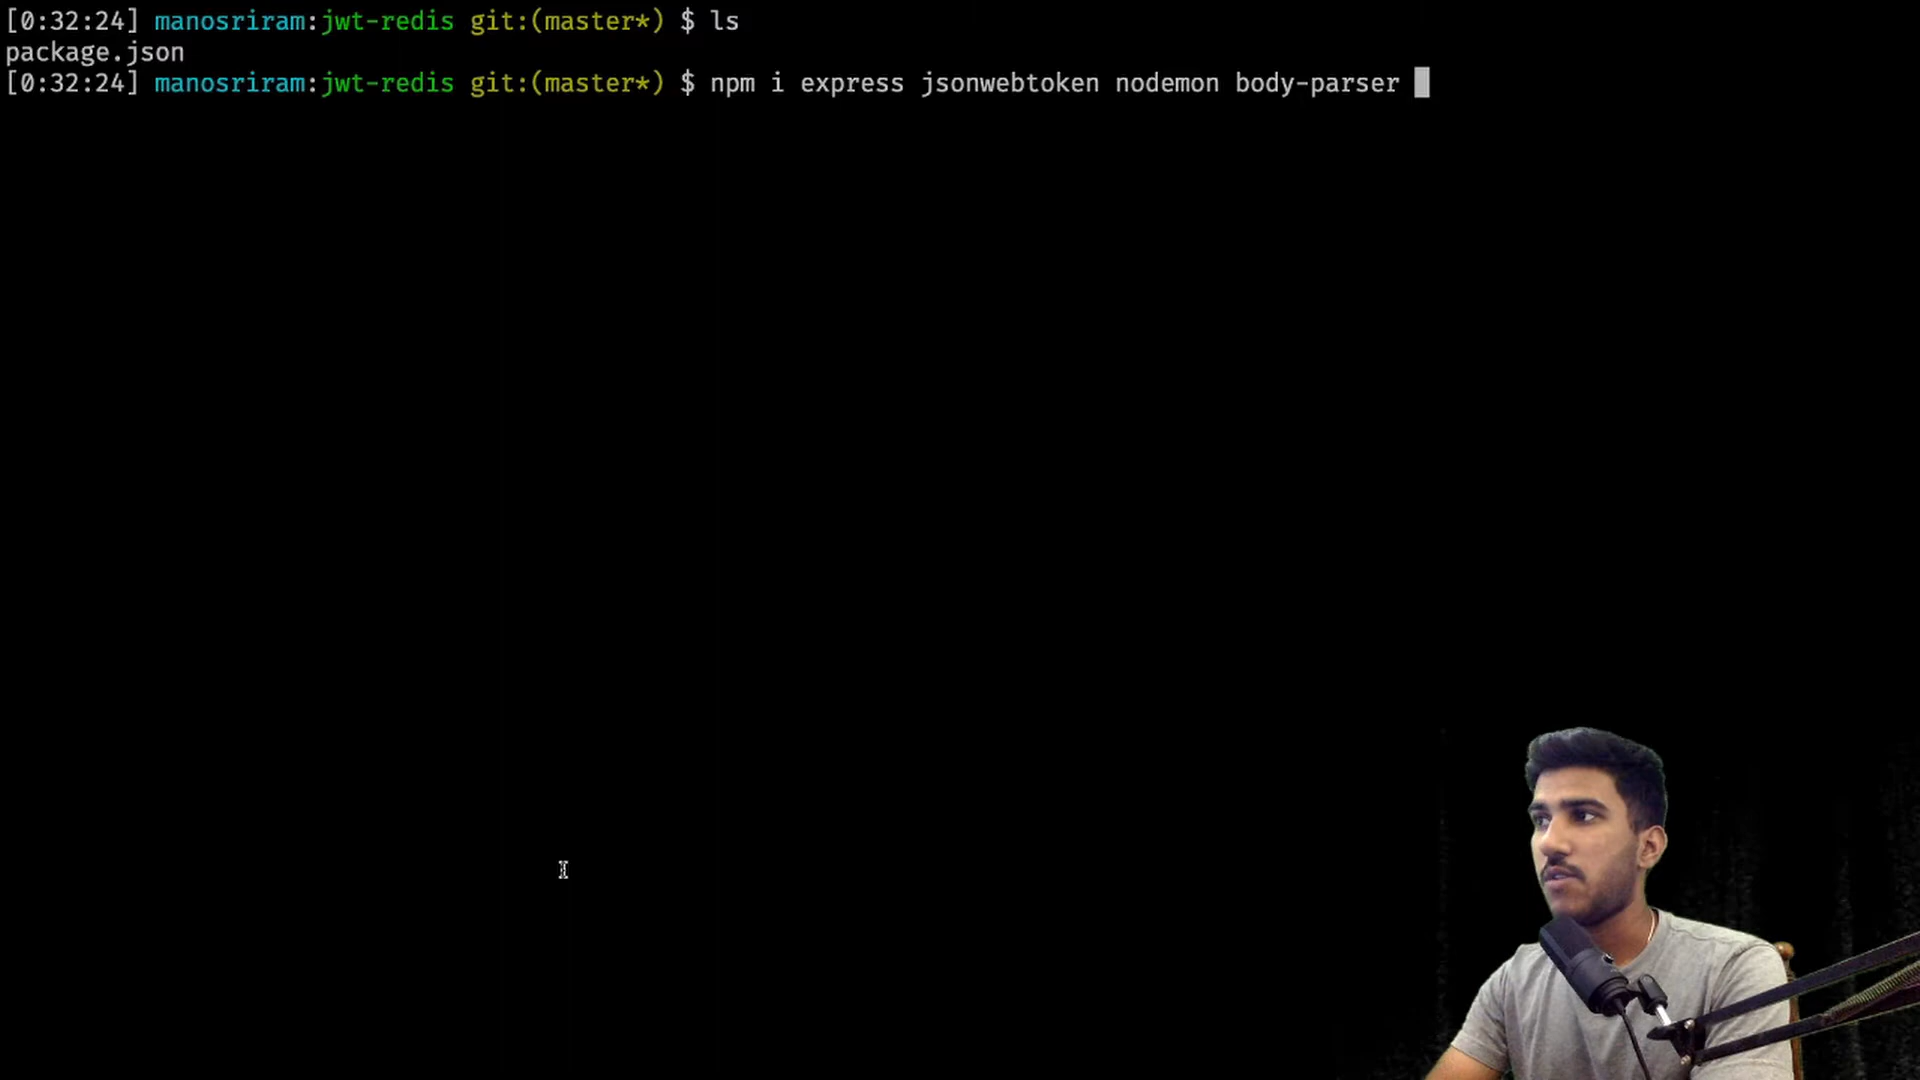 [0:32:24] manosriram:jwt-redis git:(master*) $ ls
package.json
[0:32:24] manosriram:jwt-redis git:(master*) $ npm i express jsonwebtoken nodemon body-parser